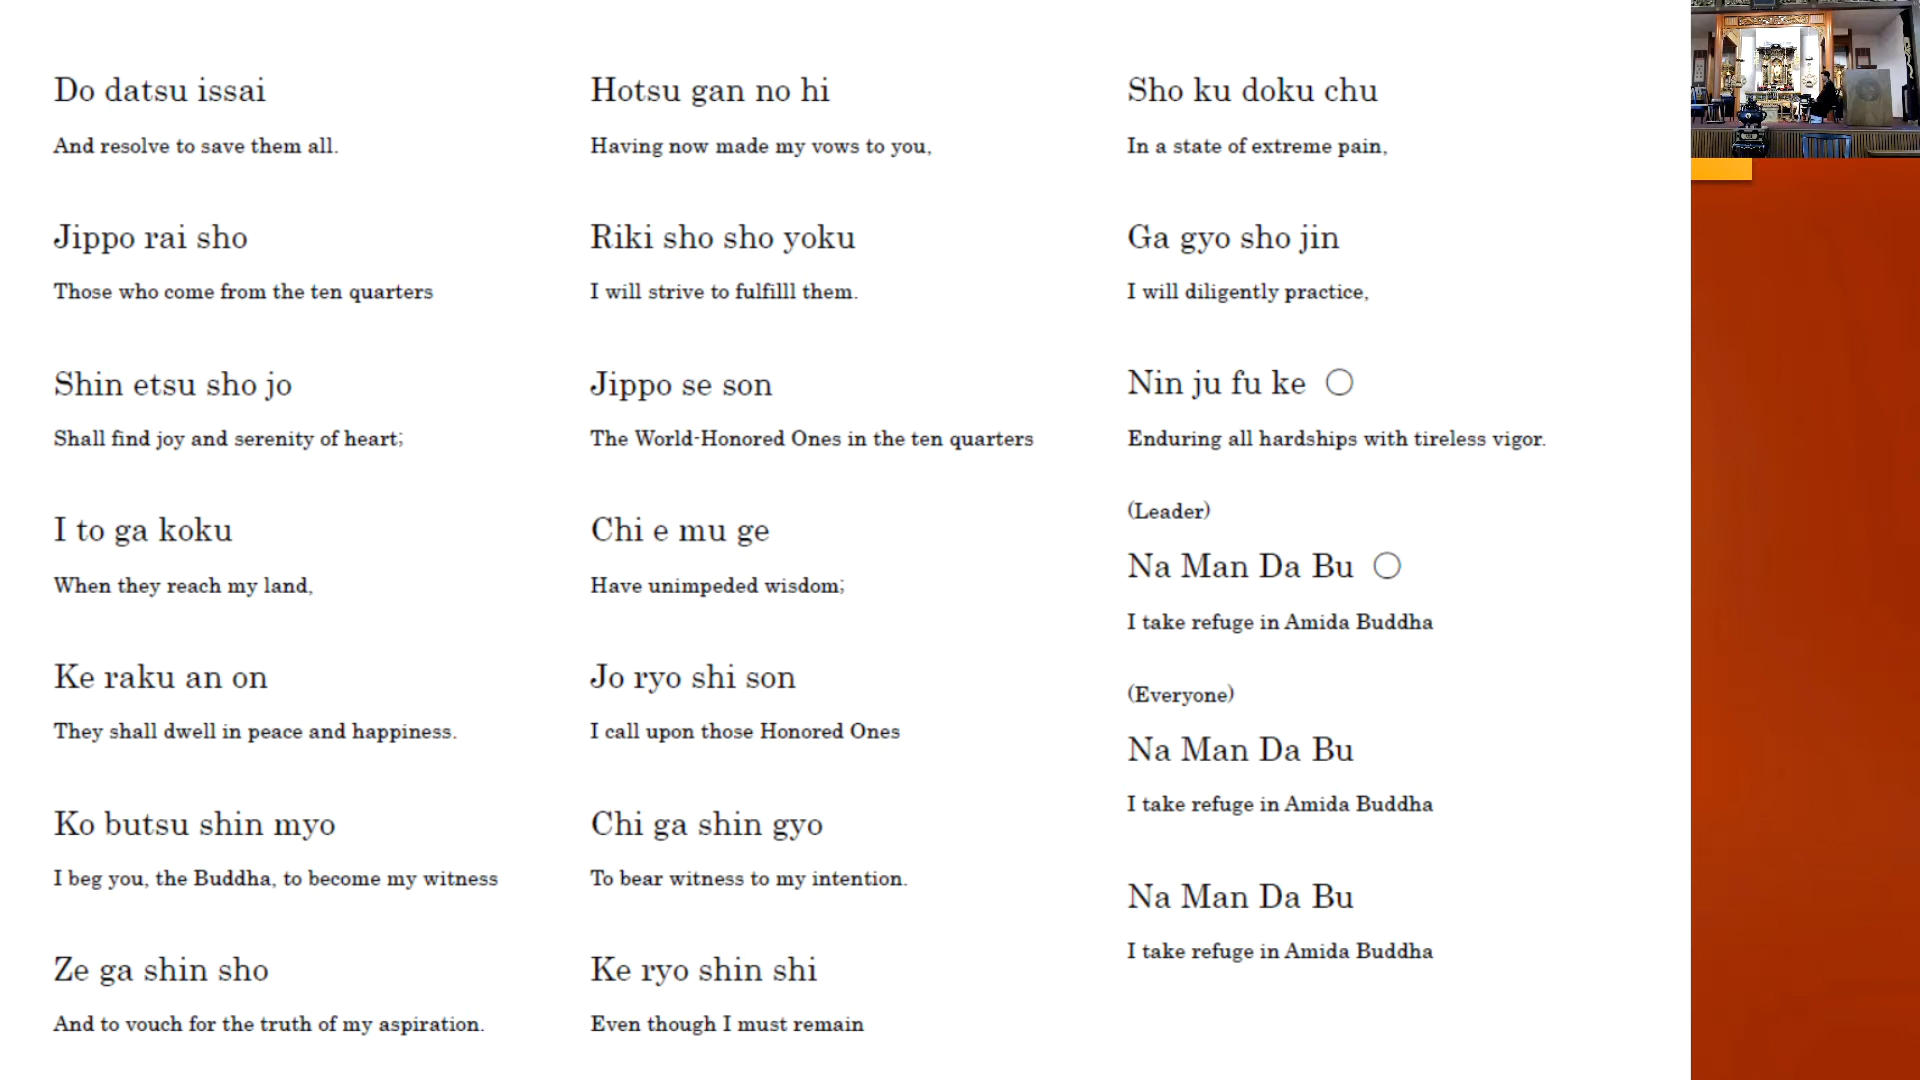 Do datsu issai
And resolve to save them all.
Jippo rai sho
Those who come from the ten quarters
Shin etsu sho jo
Shall find joy and serenity of heart;
I to ga koku
When they reach my land,
Ke raku an on
They shall dwell in peace and happiness.
Ko butsu shin myo
I beg you, the Buddha, to become my witness
Ze ga shin sho
And to vouch for the truth of my aspiration.
Hotsu gan no hi
Having now made my vows to you,
Riki sho sho yoku
I will strive to fulfilll them.
Jippo se son
The World-Honored Ones in the ten quarters
Chi e mu ge
Have unimpeded wisdom;
Jo ryo shi son
I call upon those Honored Ones
Chi ga shin gyo
To bear witness to my intention.
Ke ryo shin shi
Even though I must remain
Sho ku doku chu
In a state of extreme pain,
Ga gyo sho jin
I will diligently practice,
Nin ju fu ke ○
Enduring all hardships with tireless vigor.
(Leader)
Na Man Da Bu ○
I take refuge in Amida Buddha
(Everyone)
Na Man Da Bu
I take refuge in Amida Buddha
Na Man Da Bu
I take refuge in Amida Buddha